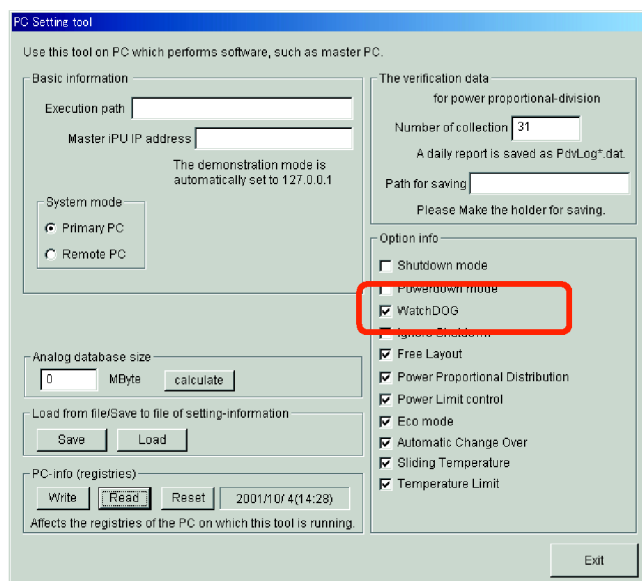 PC Setting tool
Use this tool on PC which performs software, such as master PC.
Basic information
Execution path
Master iPU IP address
The demonstration mode is
automatically set to 127.0.0.1
System mode
Primary PC
Remote PC
The verification data
for power proportional-division
Number of collection 31
A daily report is saved as PdvLog*.dat.
Path for saving
Please Make the holder for saving.
Option info
Shutdown mode
Powerdown mode
WatchDOG
Ignore Shutdown
Free Layout
Power Proportional Distribution
Power Limit control
Eco mode
Automatic Change Over
Sliding Temperature
Temperature Limit
Analog database size
0 MByte calculate
Load from file/Save to file of setting-information
Save Load
PC-info (registries)
Write Read Reset 2001/10/ 4(14:28)
Affects the registries of the PC on which this tool is running.
Exit